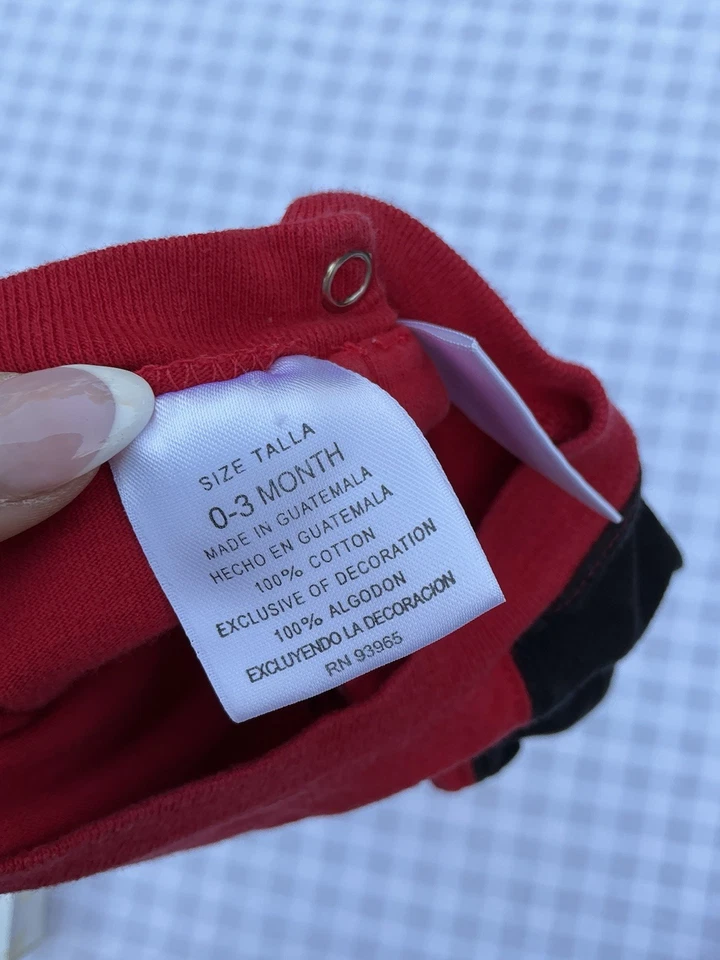 SIZE TALLA
0-3 MONTH
MADE IN GUATEMALA
HECHO EN GUATEMALA
100% COTTON
EXCLUSIVE OF DECORATION
100% ALGODON
EXCLUYENDO LA DECORACION
RN 93965